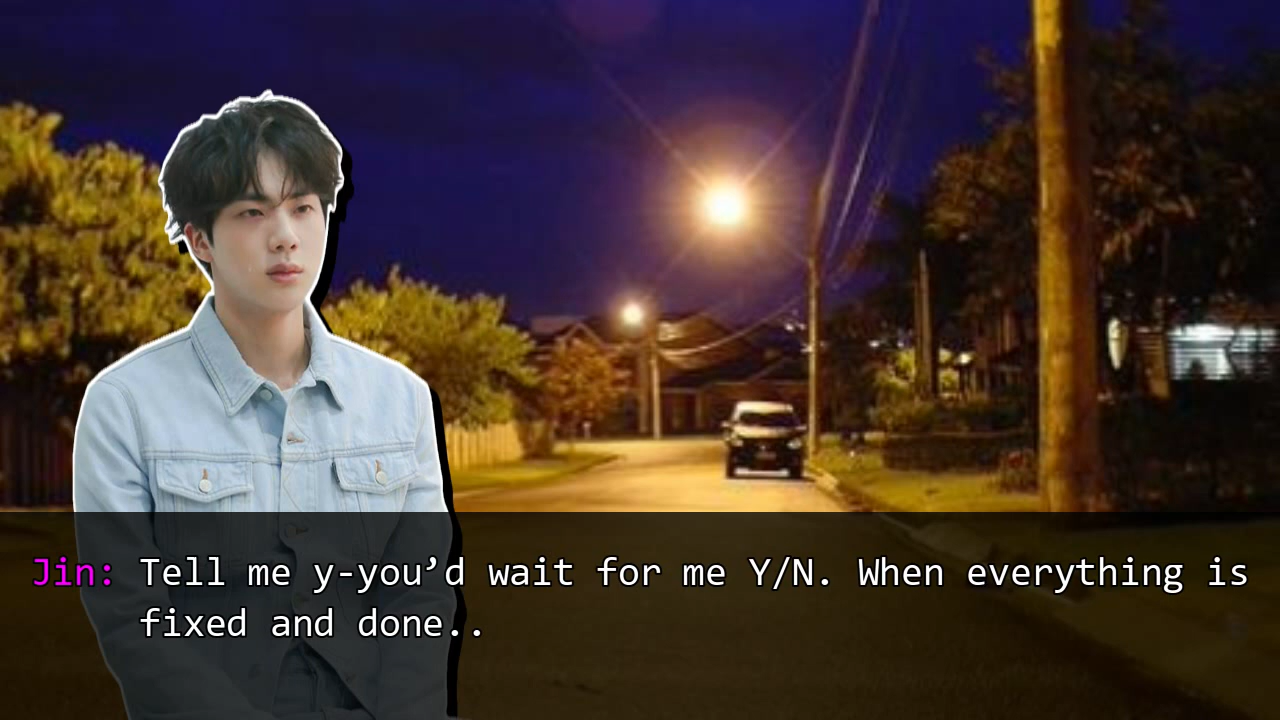 Jin: Tell me y-you’d wait for me Y/N. When everything is
fixed and done..